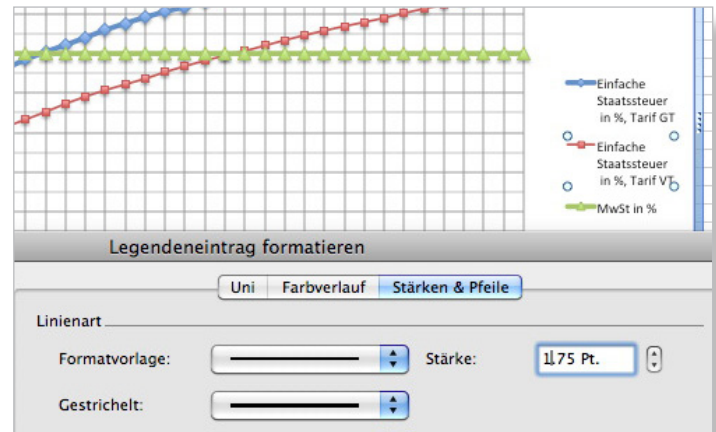 Einfache
Staatssteuer
in %, Tarif GT
Einfache
Staatssteuer
in %, Tarif VT
MwSt in %
Legendeneintrag formatieren
Uni Farbverlauf Stärken & Pfeile
Linienart
Formatvorlage: Stärke: 1,75 Pt.
Gestrichelt: